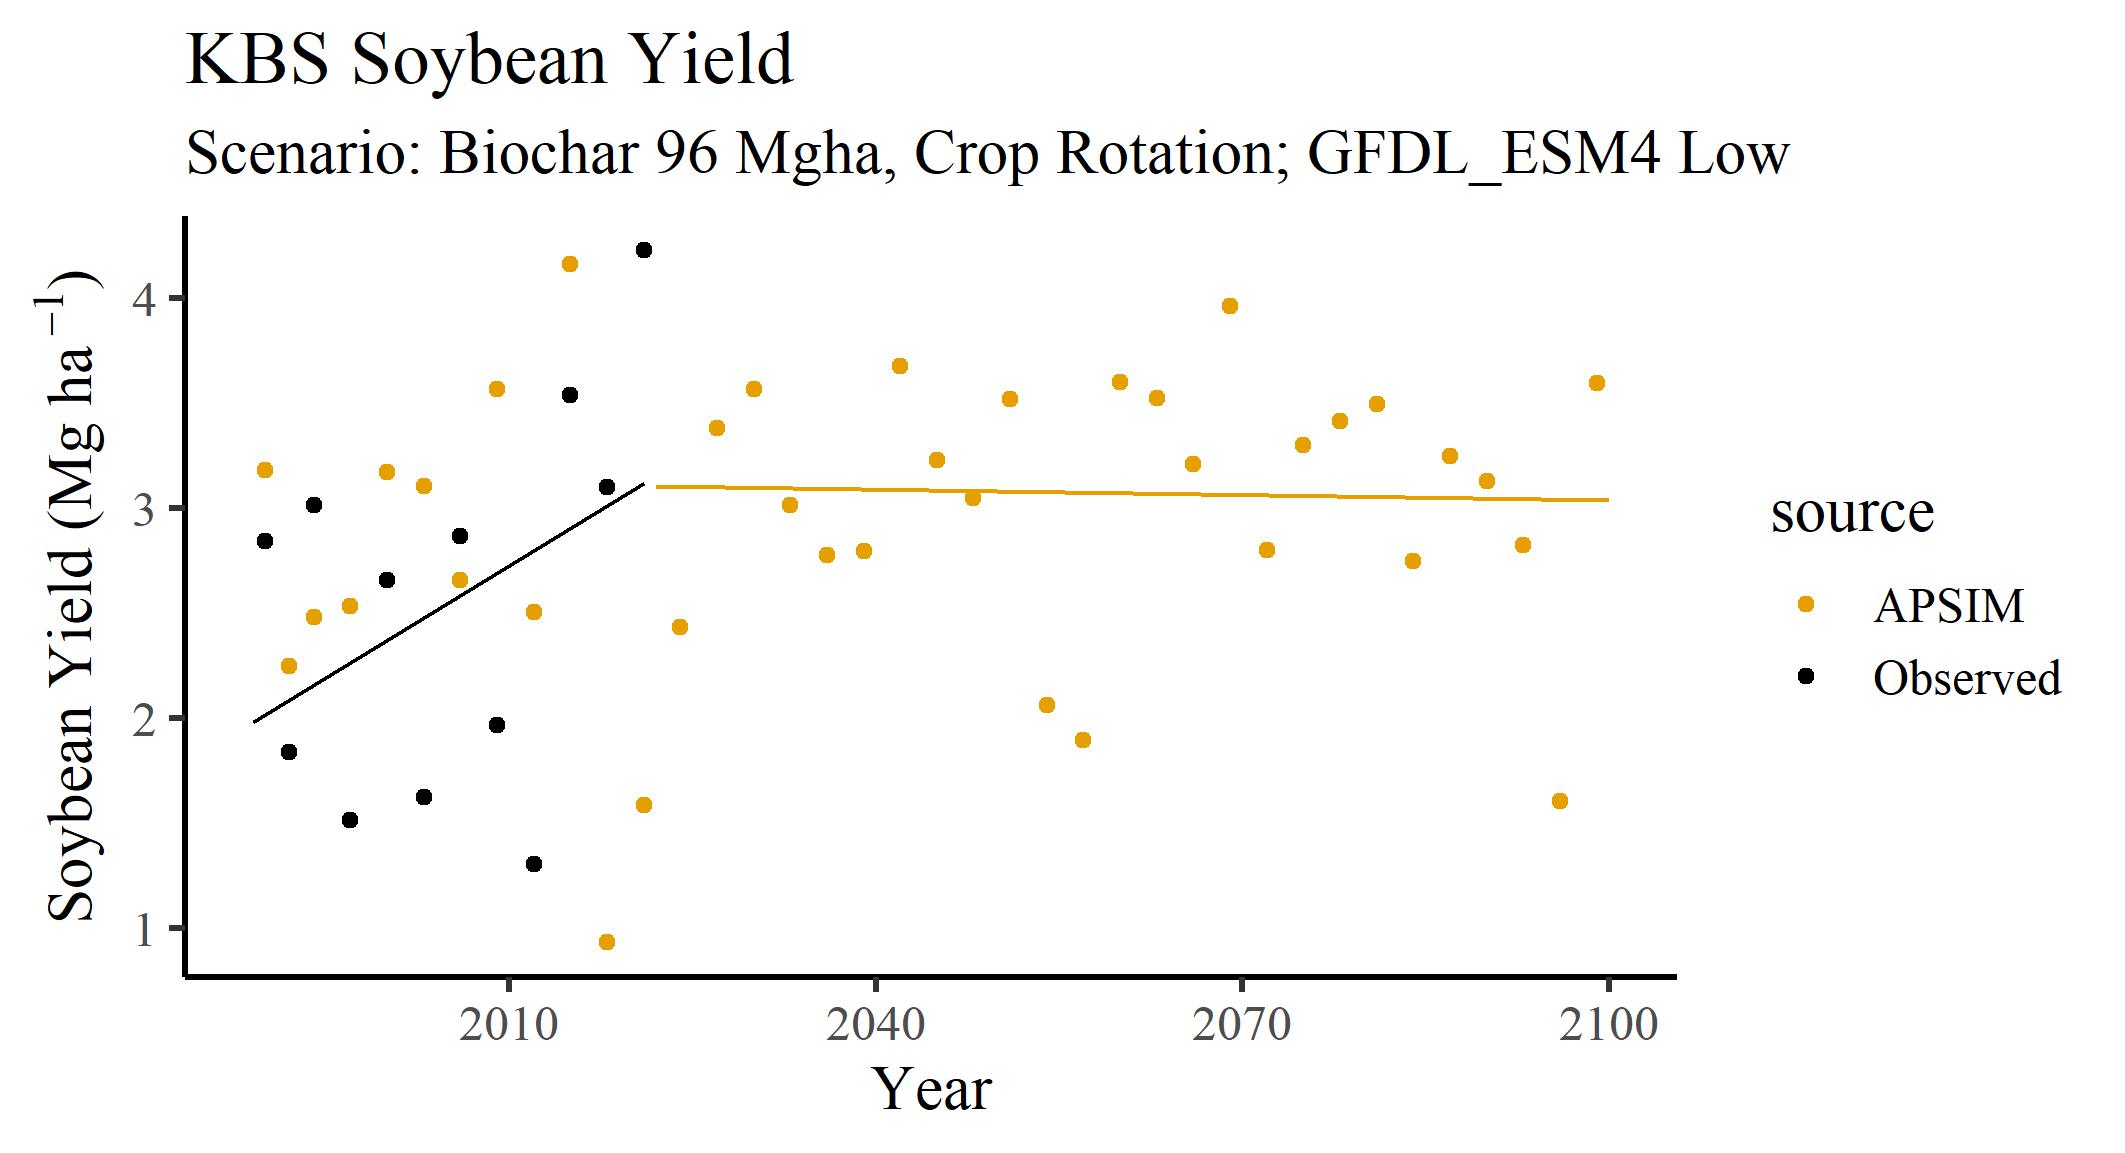 KBS Soybean Yield
Scenario: Biochar 96 Mgha, Crop Rotation; GFDL_ESM4 Low
Soybean Yield (Mg ha −1)
4
3
2
1
2010 2040 2070 2100
Year
source
APSIM
Observed